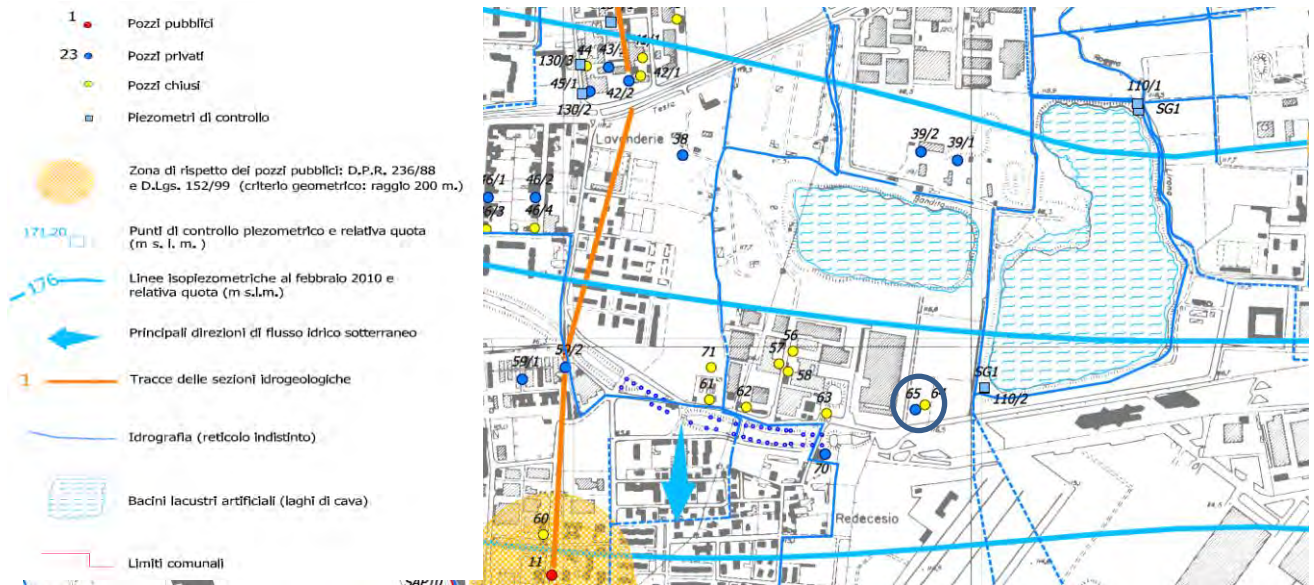 1
Pozzi pubblici
23
Pozzi privati
Pozzi chiusi
Piezometri di controllo
Zona di rispetto dei pozzi pubblici: D.P.R. 236/88
e D.Lgs. 152/99 (criterio geometrico: raggio 200 m.)
171.20
Punti di controllo piezometrico e relativa quota
(m s. l. m. )
176
Linee isopiezometriche al febbraio 2010 e
relativa quota (m s.l.m.)
Principali direzioni di flusso idrico sotterraneo
1
Tracce delle sezioni idrogeologiche
Idrografia (reticolo indistinto)
Bacini lacustri artificiali (laghi di cava)
Limiti comunali
44
130/3
42/1
45/1
42/2
130/2
Testa
Lavanderie
38
39/2
39/1
110/1
SG1
46/2
46/4
59/1
59/2
71
56
57
58
61
62
63
65
SG1
110/2
70
Redecesio
60
11